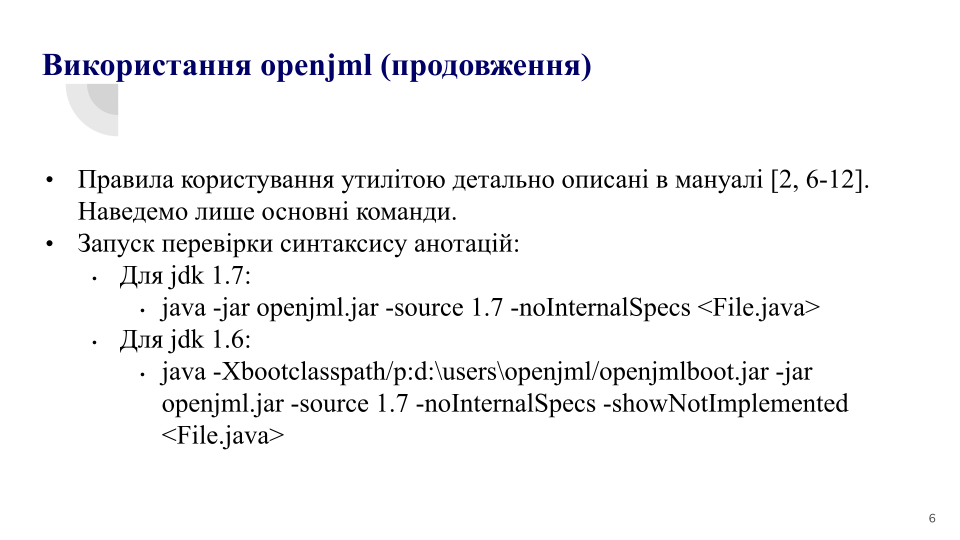 Використання openjml (продовження)
• Правила користування утилітою детально описані в мануалі [2, 6-12].
Наведемо лише основні команди.
• Запуск перевірки синтаксису анотацій:
• Для jdk 1.7:
• java -jar openjml.jar -source 1.7 -noInternalSpecs <File.java>
• Для jdk 1.6:
• java -Xbootclasspath/p:d:\users\openjml/openjmlboot.jar -jar
openjml.jar -source 1.7 -noInternalSpecs -showNotImplemented
<File.java>
6